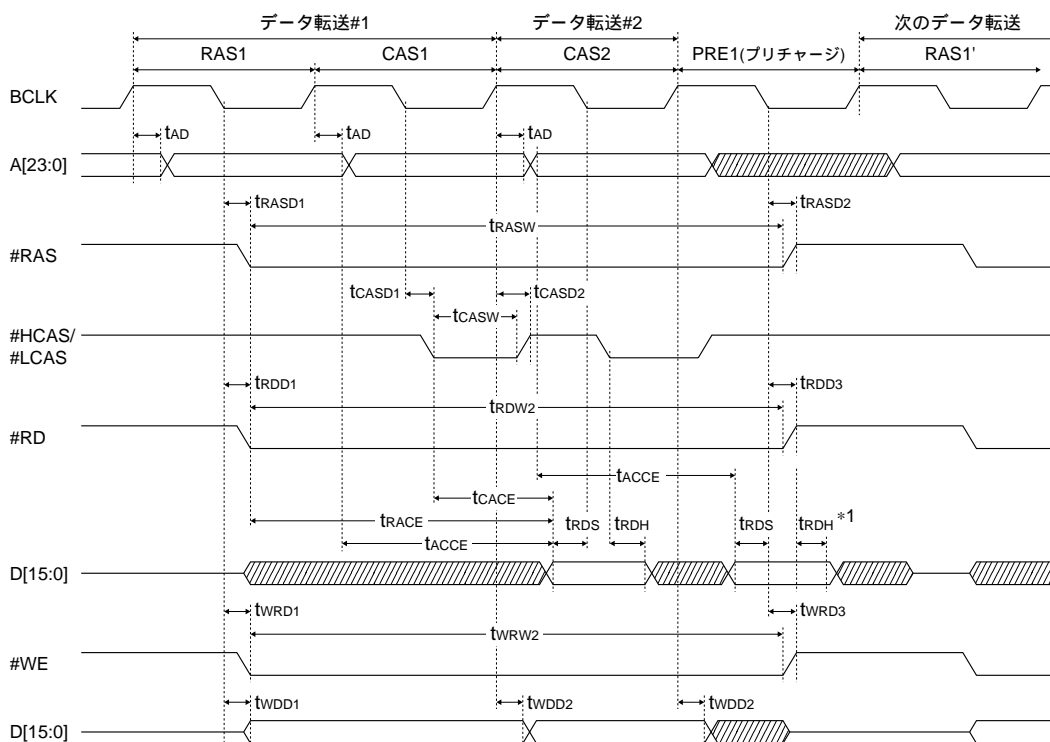 データ転送#1 データ転送#2 次のデータ転送
RAS1 CAS1 CAS2 PRE1(プリチャージ) RAS1'
BCLK
tAD tAD tAD
A[23:0]
tRASD1 tRASD2
tRASW
#RAS
tCASD1 tCASD2
tCASW
#HCAS/
#LCAS
tRDD1 tRDD3
tRDW2
#RD
tACCE
tCACE
tRACE tRDS tRDH tRDS tRDH *1
tACCE
D[15:0]
tWRD1 tWRD3
tWRW2
#WE
tWDD1 tWDD2 tWDD2
D[15:0]